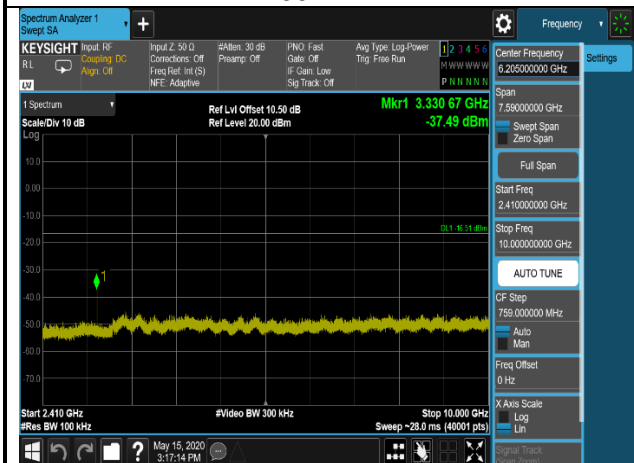 Spectrum Analyzer 1
Swept SA
+
Frequency
KEYSIGHT
Input: RF
Coupling: DC
Align: Off
RL
LXI
Input Z: 50 Ω
Corrections: Off
Freq Ref: Int (S)
NFE: Adaptive
#Atten: 30 dB
Preamp: Off
PNO: Fast
Gate: Off
IF Gain: Low
Sig Track: Off
Avg Type: Log-Power
Trig: Free Run
1 2 3 4 5 6
M W W W W W
P N N N N N
Center Frequency
6.205000000 GHz
Settings
Span
7.59000000 GHz
Swept Span
Zero Span
Full Span
Start Freq
2.410000000 GHz
Stop Freq
10.000000000 GHz
AUTO TUNE
CF Step
759.000000 MHz
Auto
Man
Freq Offset
0 Hz
X Axis Scale
Log
Lin
Signal Track
(Span Zoom)
1 Spectrum
Scale/Div 10 dB
Ref Lvl Offset 10.50 dB
Ref Level 20.00 dBm
Mkr1 3.330 67 GHz
-37.49 dBm
Log
10.0
0.00
-10.0
DL1 -16.51 dBm
-20.0
-30.0
1
-40.0
-50.0
-60.0
-70.0
Start 2.410 GHz
#Video BW 300 kHz
Stop 10.000 GHz
#Res BW 100 kHz
Sweep ~28.0 ms (40001 pts)
?
May 15, 2020
3:17:14 PM